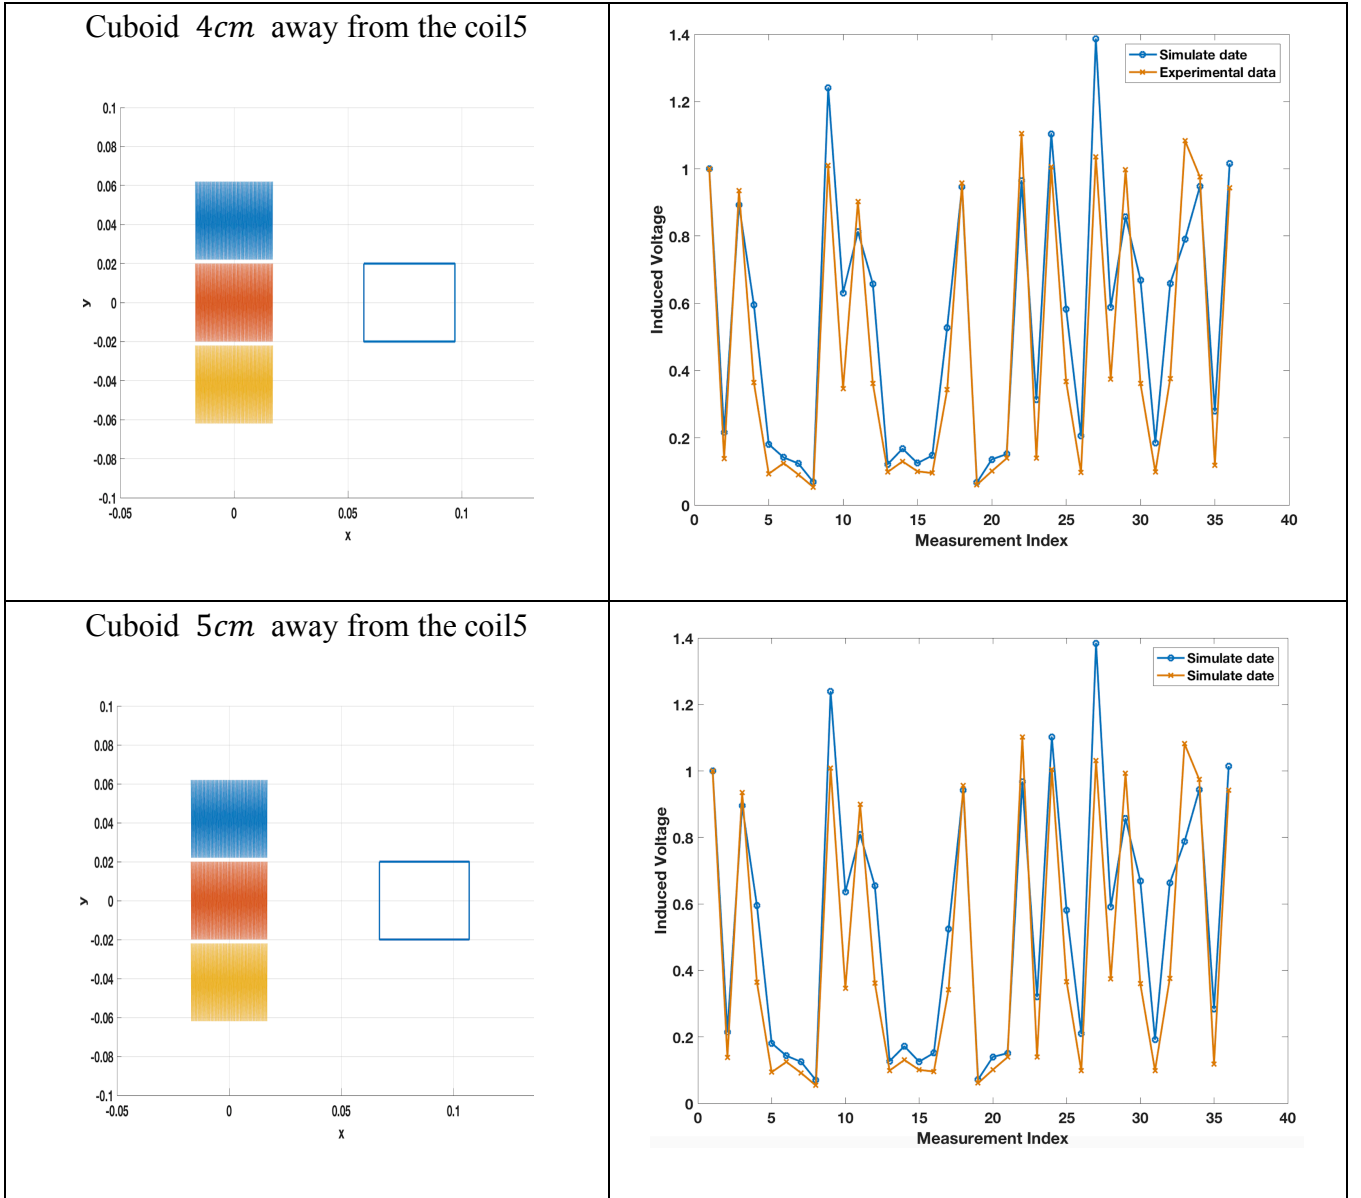 Cuboid 4cm away from the coil5
0.1
0.08
0.06
0.04
0.02
0
-0.02
-0.04
-0.06
-0.08
-0.1
y
-0.05 0 0.05 0.1
x
1.4
1.2
1
0.8
0.6
0.4
0.2
0
Induced Voltage
Simulate date
Experimental data
0 5 10 15 20 25 30 35 40
Measurement Index
Cuboid 5cm away from the coil5
0.1
0.08
0.06
0.04
0.02
0
-0.02
-0.04
-0.06
-0.08
-0.1
y
-0.05 0 0.05 0.1
x
1.4
1.2
1
0.8
0.6
0.4
0.2
0
Induced Voltage
Simulate date
Simulate date
0 5 10 15 20 25 30 35 40
Measurement Index